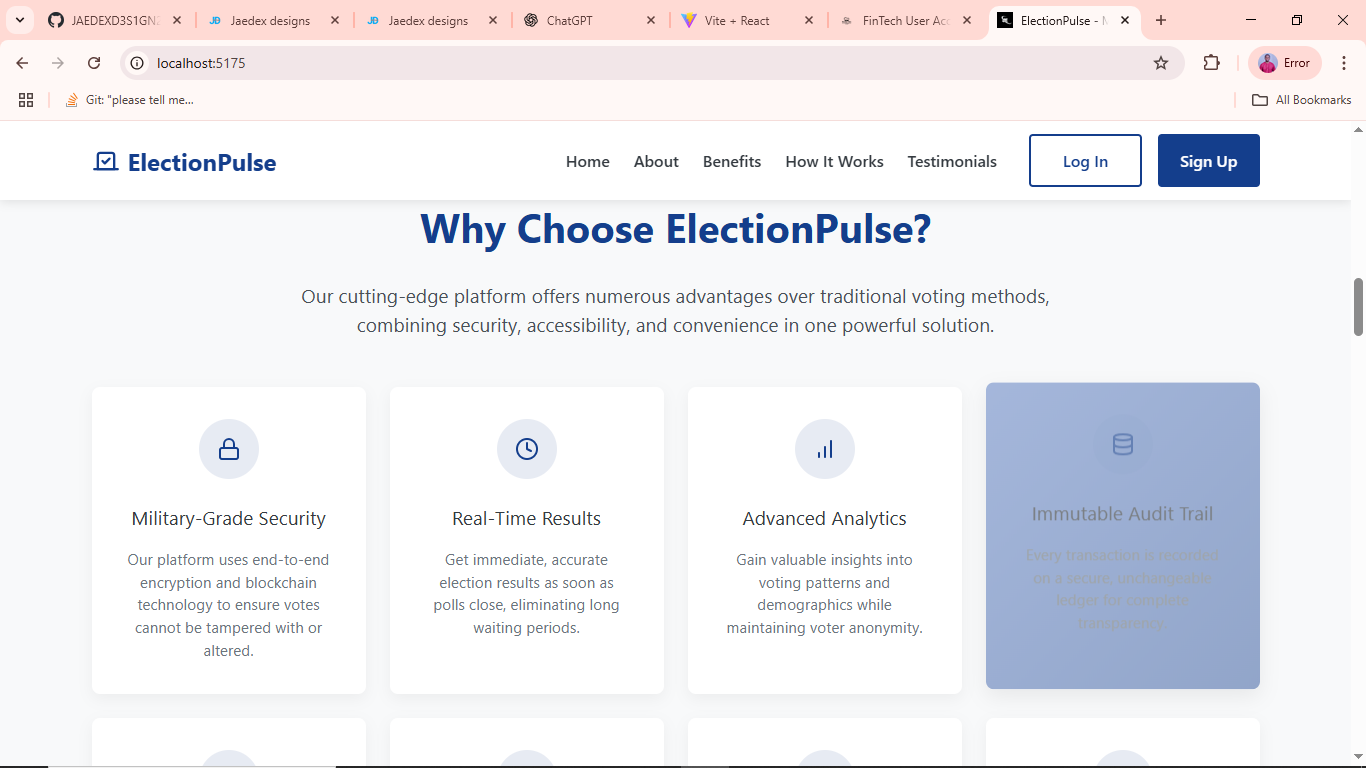 JAEDEXD3S1GNZ
Jaedex designs
Jaedex designs
ChatGPT
Vite + React
FinTech User Acc
ElectionPulse - M
localhost:5175
Error
Git: "please tell me...
All Bookmarks
ElectionPulse
Home
About
Benefits
How It Works
Testimonials
Log In
Sign Up
Why Choose ElectionPulse?
Our cutting-edge platform offers numerous advantages over traditional voting methods,
combining security, accessibility, and convenience in one powerful solution.
Military-Grade Security
Our platform uses end-to-end
encryption and blockchain
technology to ensure votes
cannot be tampered with or
altered.
Real-Time Results
Get immediate, accurate
election results as soon as
polls close, eliminating long
waiting periods.
Advanced Analytics
Gain valuable insights into
voting patterns and
demographics while
maintaining voter anonymity.
Immutable Audit Trail
Every transaction is recorded
on a secure, unchangeable
ledger for complete
transparency.